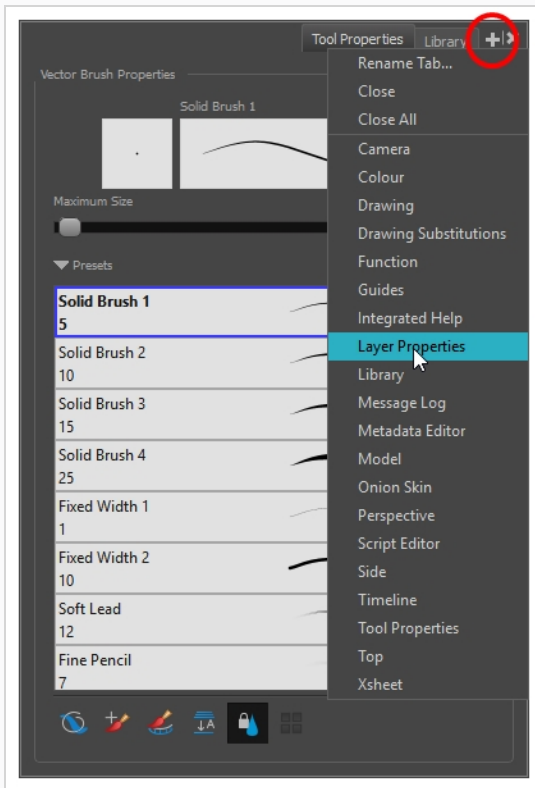 Tool Properties Library
Vector Brush Properties
Solid Brush 1
Maximum Size
Presets
Solid Brush 1
5
Solid Brush 2
10
Solid Brush 3
15
Solid Brush 4
25
Fixed Width 1
1
Fixed Width 2
10
Soft Lead
12
Fine Pencil
7
Rename Tab...
Close
Close All
Camera
Colour
Drawing
Drawing Substitutions
Function
Guides
Integrated Help
Layer Properties
Library
Message Log
Metadata Editor
Model
Onion Skin
Perspective
Script Editor
Side
Timeline
Tool Properties
Top
Xsheet